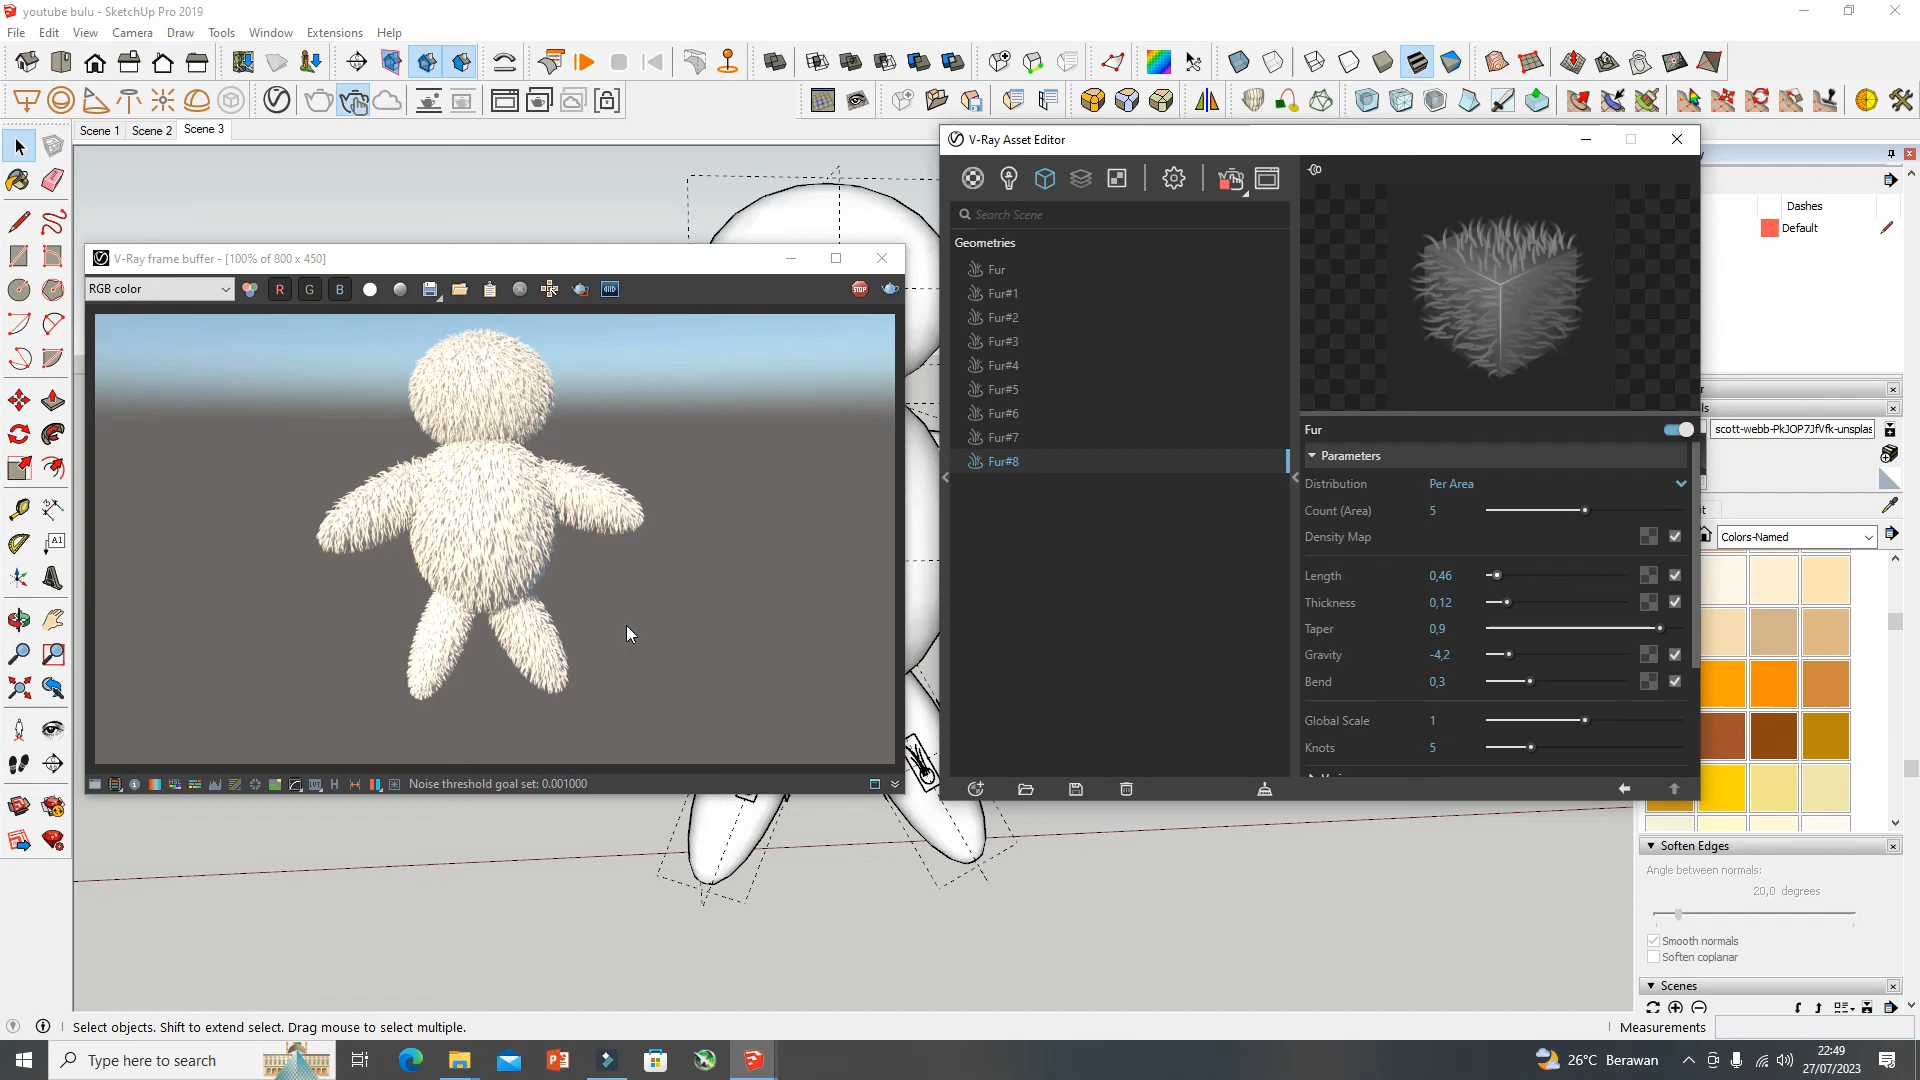 youtube bulu - SketchUp Pro 2019
File Edit View Camera Draw Tools Window Extensions Help
Scene 1 Scene 2 Scene 3
V-Ray Asset Editor
Search Scene
Geometries
Fur
Fur#1
Fur#2
Fur#3
Fur#4
Fur#5
Fur#6
Fur#7
Fur#8
Fur
Parameters
Distribution Per Area
Count (Area) 5
Density Map
Length 0,46
Thickness 0,12
Taper 0,9
Gravity -4,2
Bend 0,3
Global Scale 1
Knots 5
V-Ray frame buffer - [100% of 800 x 450]
RGB color R G B STOP
HSL H
Noise threshold goal set: 0.001000
A1
Dashes
Default
scott-webb-PkJOP7JfVfk-unsplas
Colors-Named
Soften Edges
Angle between normals:
20,0 degrees
Smooth normals
Soften coplanar
Scenes
Select objects. Shift to extend select. Drag mouse to select multiple.
Measurements
Type here to search
26°C Berawan
22:49
27/07/2023